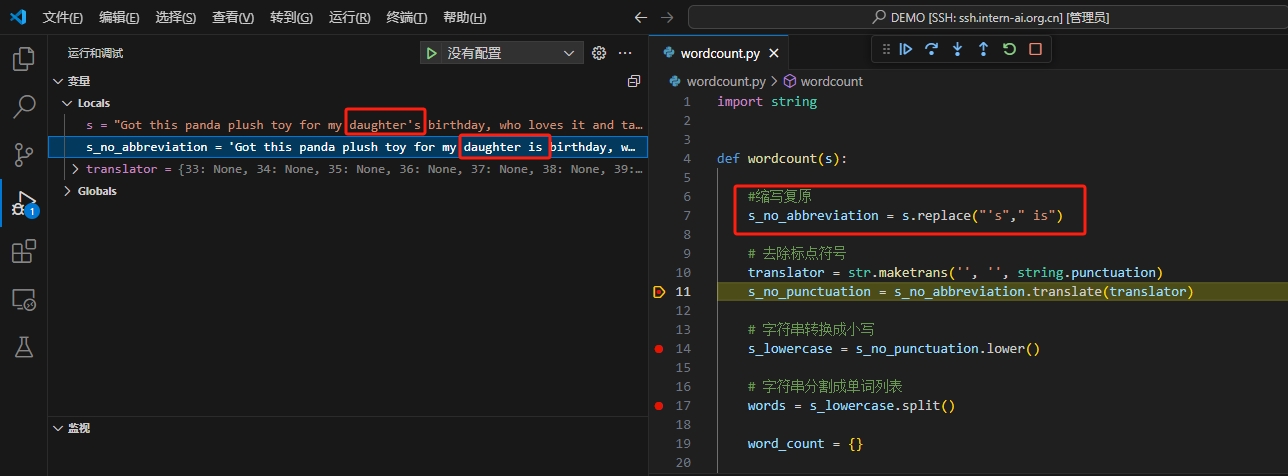 文件(F) 编辑(E) 选择(S) 查看(V) 转到(G) 运行(R) 终端(T) 帮助(H) DEMO [SSH: ssh.intern-ai.org.cn] [管理员]
运行和调试 没有配置
变量
Locals
s = "Got this panda plush toy for my daughter's birthday, who loves it and ta…
s_no_abbreviation = 'Got this panda plush toy for my daughter is birthday, w…
translator = {33: None, 34: None, 35: None, 36: None, 37: None, 38: None, 39:…
Globals
1
监视
wordcount.py
wordcount.py > wordcount
1 import string
2
3
4 def wordcount(s):
5
6 #缩写复原
7 s_no_abbreviation = s.replace("'s"," is")
8
9 # 去除标点符号
10 translator = str.maketrans('', '', string.punctuation)
11 s_no_punctuation = s_no_abbreviation.translate(translator)
12
13 # 字符串转换成小写
14 s_lowercase = s_no_punctuation.lower()
15
16 # 字符串分割成单词列表
17 words = s_lowercase.split()
18
19 word_count = {}
20